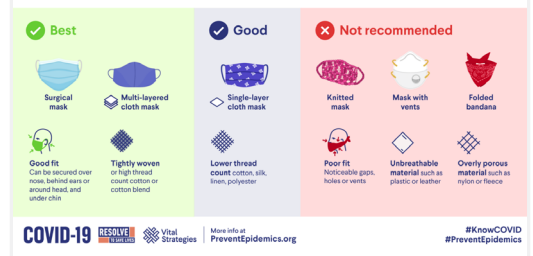 Best
Good
Not recommended
Surgical
mask
Multi-layered
cloth mask
Single-layer
cloth mask
Knitted
mask
Mask with
vents
Folded
bandana
Good fit
Can be secured over
nose, behind ears or
around head, and
under chin
Tightly woven
or high thread
count cotton or
cotton blend
Lower thread
count cotton, silk,
linen, polyester
Poor fit
Noticeable gaps,
holes or vents
Unbreathable
material such as
plastic or leather
Overly porous
material such as
nylon or fleece
COVID-19
RESOLVE
TO SAVE LIVES
Vital
Strategies
More info at
PreventEpidemics.org
#KnowCOVID
#PreventEpidemics